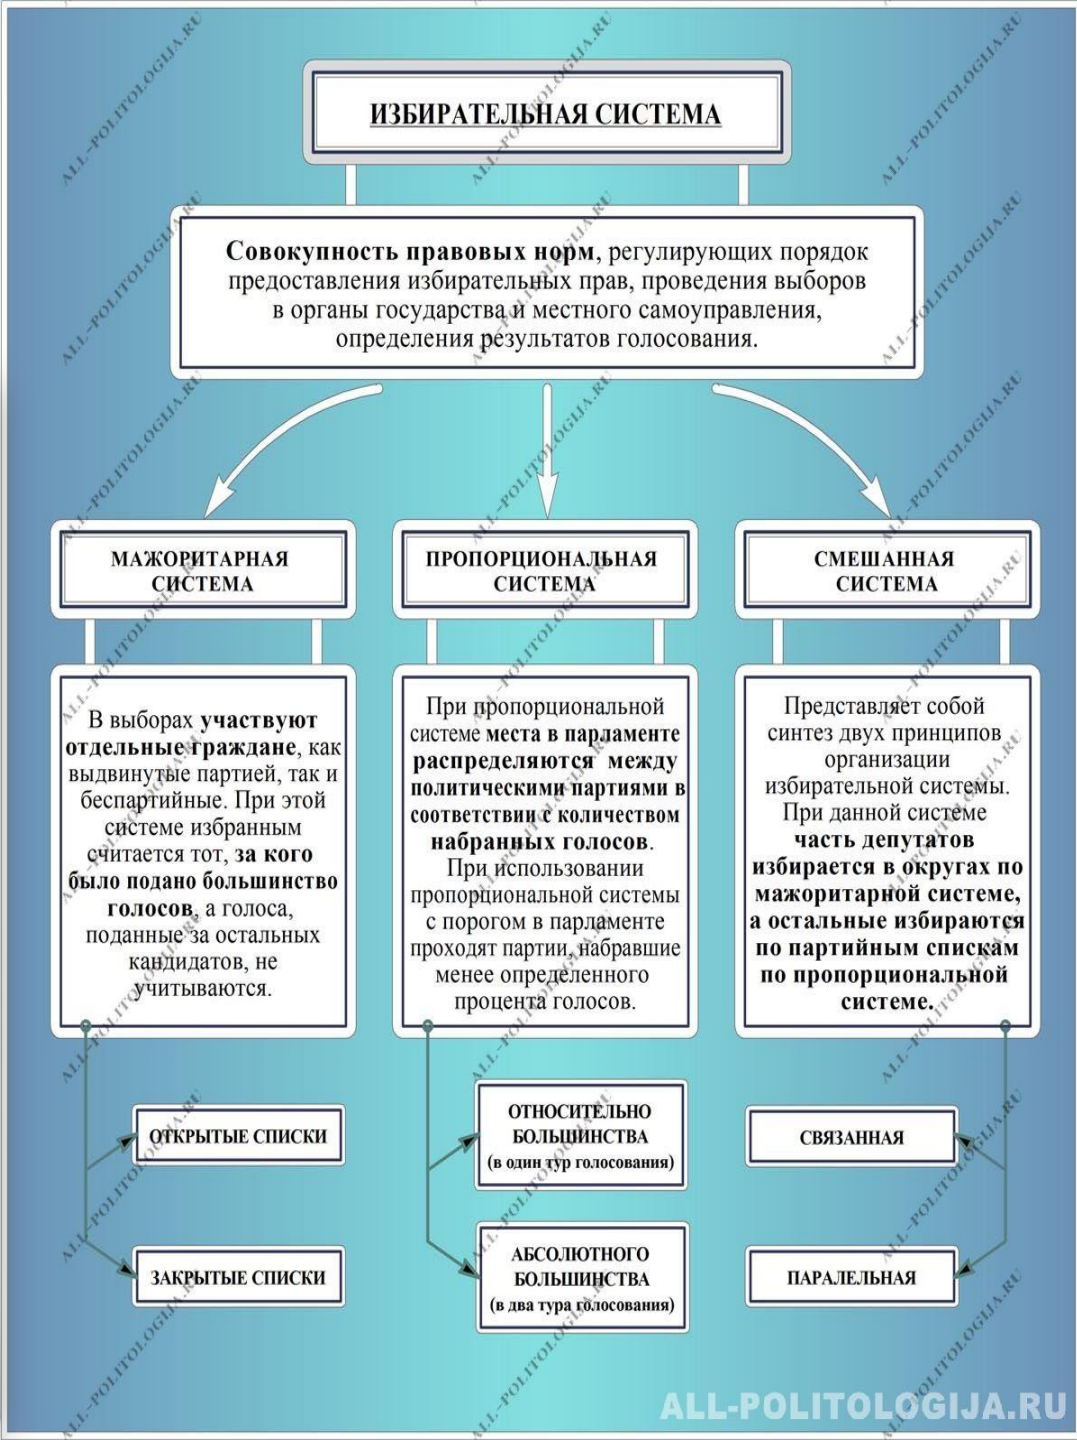 ИЗБИРАТЕЛЬНАЯ СИСТЕМА
Совокупность правовых норм, регулирующих порядок
предоставления избирательных прав, проведения выборов
в органы государства и местного самоуправления,
определения результатов голосования.
МАЖОРИТАРНАЯ
СИСТЕМА
В выборах участвуют
отдельные граждане, как
выдвинутые партией, так и
беспартийные. При этой
системе избранным
считается тот, за кого
было подано большинство
голосов, а голоса,
поданные за остальных
кандидатов, не
учитываются.
ОТКРЫТЫЕ СПИСКИ
ЗАКРЫТЫЕ СПИСКИ
ПРОПОРЦИОНАЛЬНАЯ
СИСТЕМА
При пропорциональной
системе места в парламенте
распределяются между
политическими партиями в
соответствии с количеством
набранных голосов.
При использовании
пропорциональной системы
с порогом в парламенте
проходят партии, набравшие
менее определенного
процента голосов.
ОТНОСИТЕЛЬНО
БОЛЬШИНСТВА
(в один тур голосования)
АБСОЛЮТНОГО
БОЛЬШИНСТВА
(в два тура голосования)
СМЕШАННАЯ
СИСТЕМА
Представляет собой
синтез двух принципов
организации
избирательной системы.
При данной системе
часть депутатов
избирается в округах по
мажоритарной системе,
а остальные избираются
по партийным спискам
по пропорциональной
системе.
СВЯЗАННАЯ
ПАРАЛЕЛЬНАЯ
ALL-POLITOLOGIJA.RU